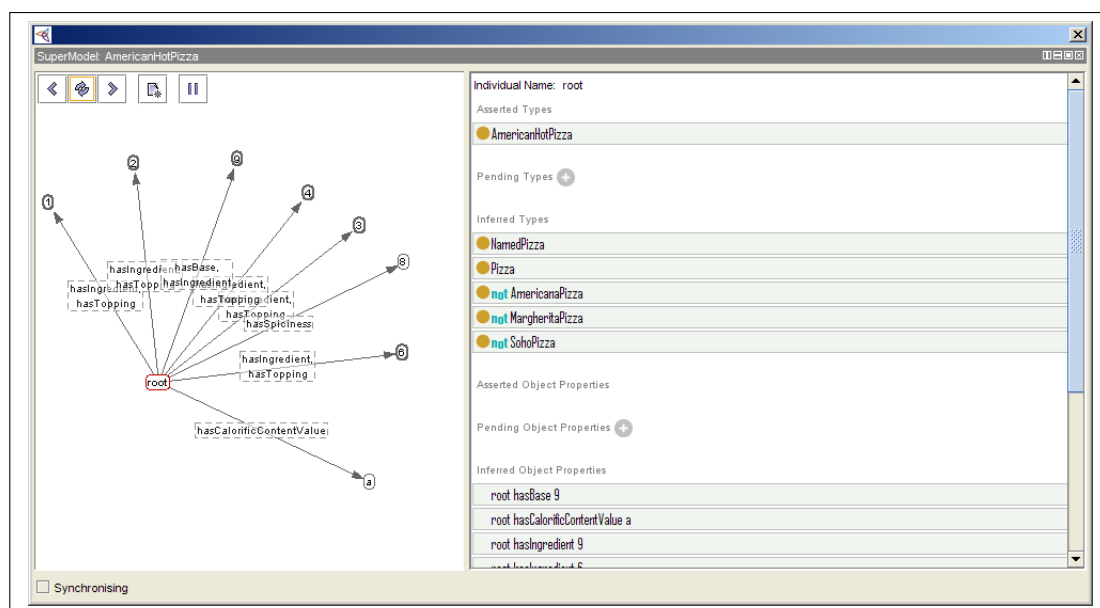 SuperModel: AmericanHotPizza
2
9
4
1
3
8
hasBase,
hasIngredient,
hasTopping
hasTopping
hasSpiciness
6
hasIngredient,
hasTopping
root
hasCalorificContentValue
a
Individual Name: root
Asserted Types
AmericanHotPizza
Pending Types
Inferred Types
NamedPizza
Pizza
not AmericanaPizza
not MargheritaPizza
not SohoPizza
Asserted Object Properties
Pending Object Properties
Inferred Object Properties
root hasBase 9
root hasCalorificContentValue a
root hasIngredient 9
root hasIngredient 6
Synchronising